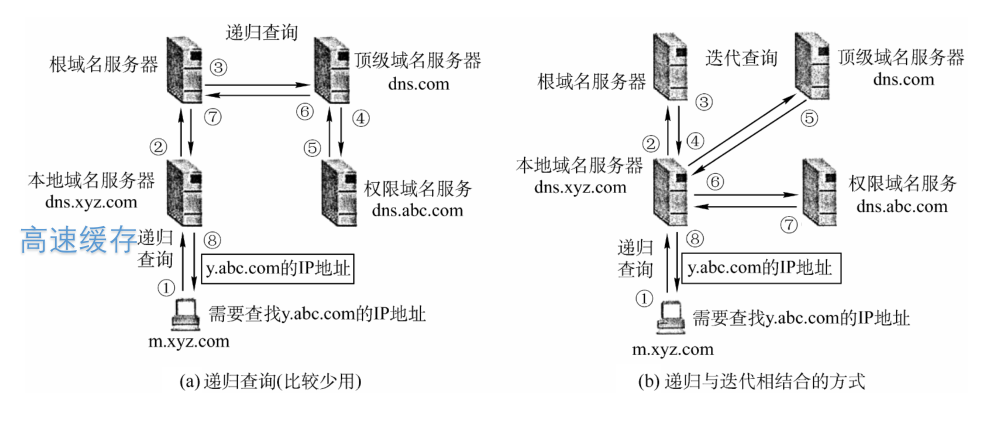 递归查询
根域名服务器
③
顶级域名服务器
dns.com
⑥
⑦
④
②
⑤
本地域名服务器
dns.xyz.com
权限域名服务
dns.abc.com
高速缓存
递归
查询
⑧
y.abc.com的IP地址
①
需要查找y.abc.com的IP地址
m.xyz.com
(a) 递归查询(比较少用)
迭代查询
顶级域名服务器
dns.com
根域名服务器
③
⑤
②
④
本地域名服务器
dns.xyz.com
⑥
权限域名服务
dns.abc.com
⑦
递归
查询
⑧
y.abc.com的IP地址
①
需要查找y.abc.com的IP地址
m.xyz.com
(b) 递归与迭代相结合的方式